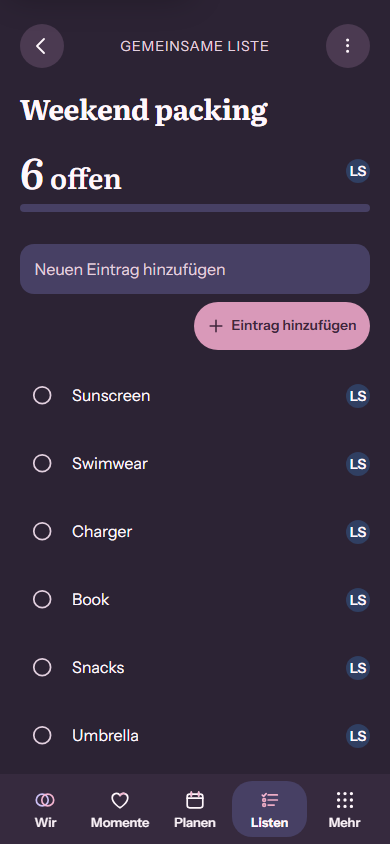 GEMEINSAME LISTE
Weekend packing
6 offen
LS
Neuen Eintrag hinzufügen
Eintrag hinzufügen
Sunscreen LS
Swimwear LS
Charger LS
Book LS
Snacks LS
Umbrella LS
Wir Momente Planen Listen Mehr